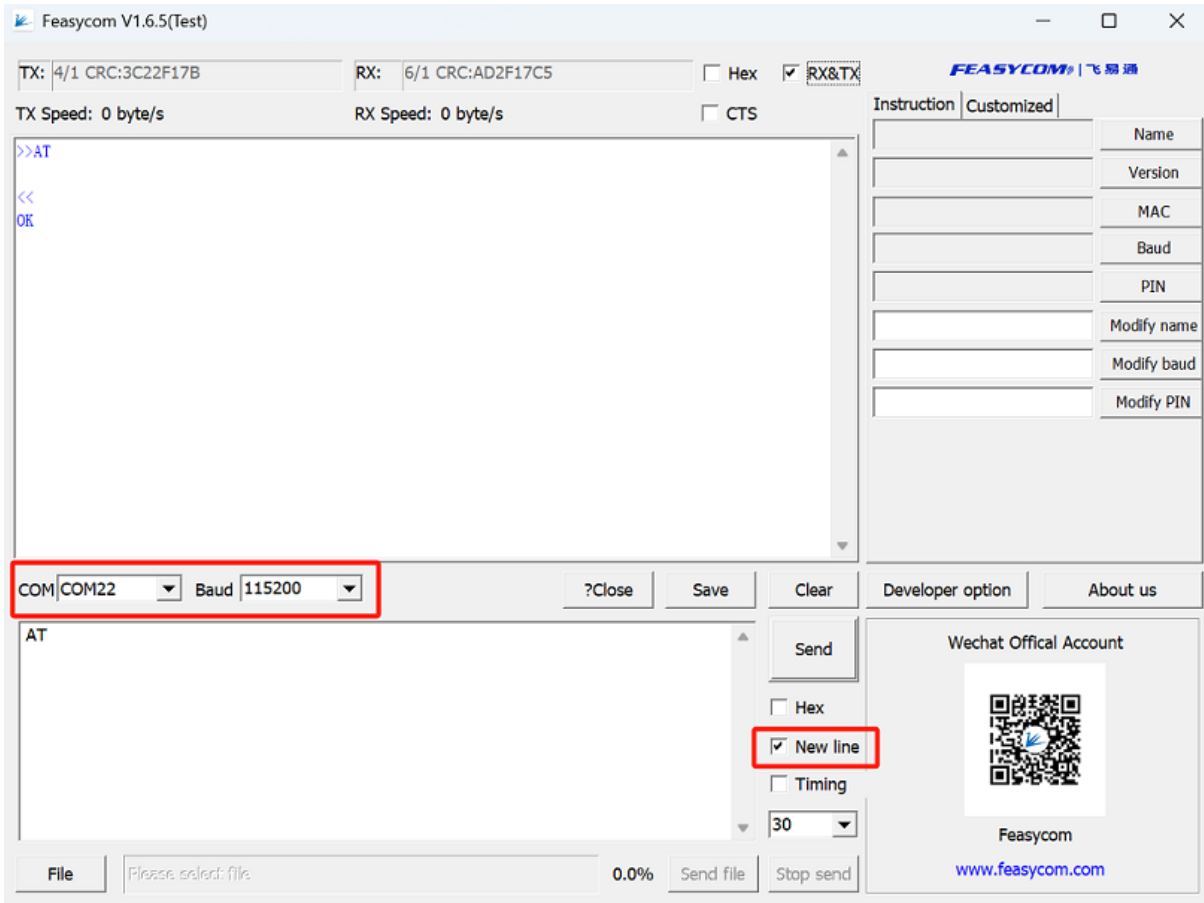 Feasycom V1.6.5(Test)
TX: 4/1 CRC:3C22F17B RX: 6/1 CRC:AD2F17C5 Hex RX&TX
FEASYCOM | 飞易通
TX Speed: 0 byte/s RX Speed: 0 byte/s CTS
Instruction Customized
>>AT
<<
OK
Name
Version
MAC
Baud
PIN
Modify name
Modify baud
Modify PIN
COM COM22 Baud 115200 ?Close Save Clear Developer option About us
AT
Send
Hex
New line
Timing
30
Wechat Offical Account
Feasycom
www.feasycom.com
File Please select file 0.0% Send file Stop send